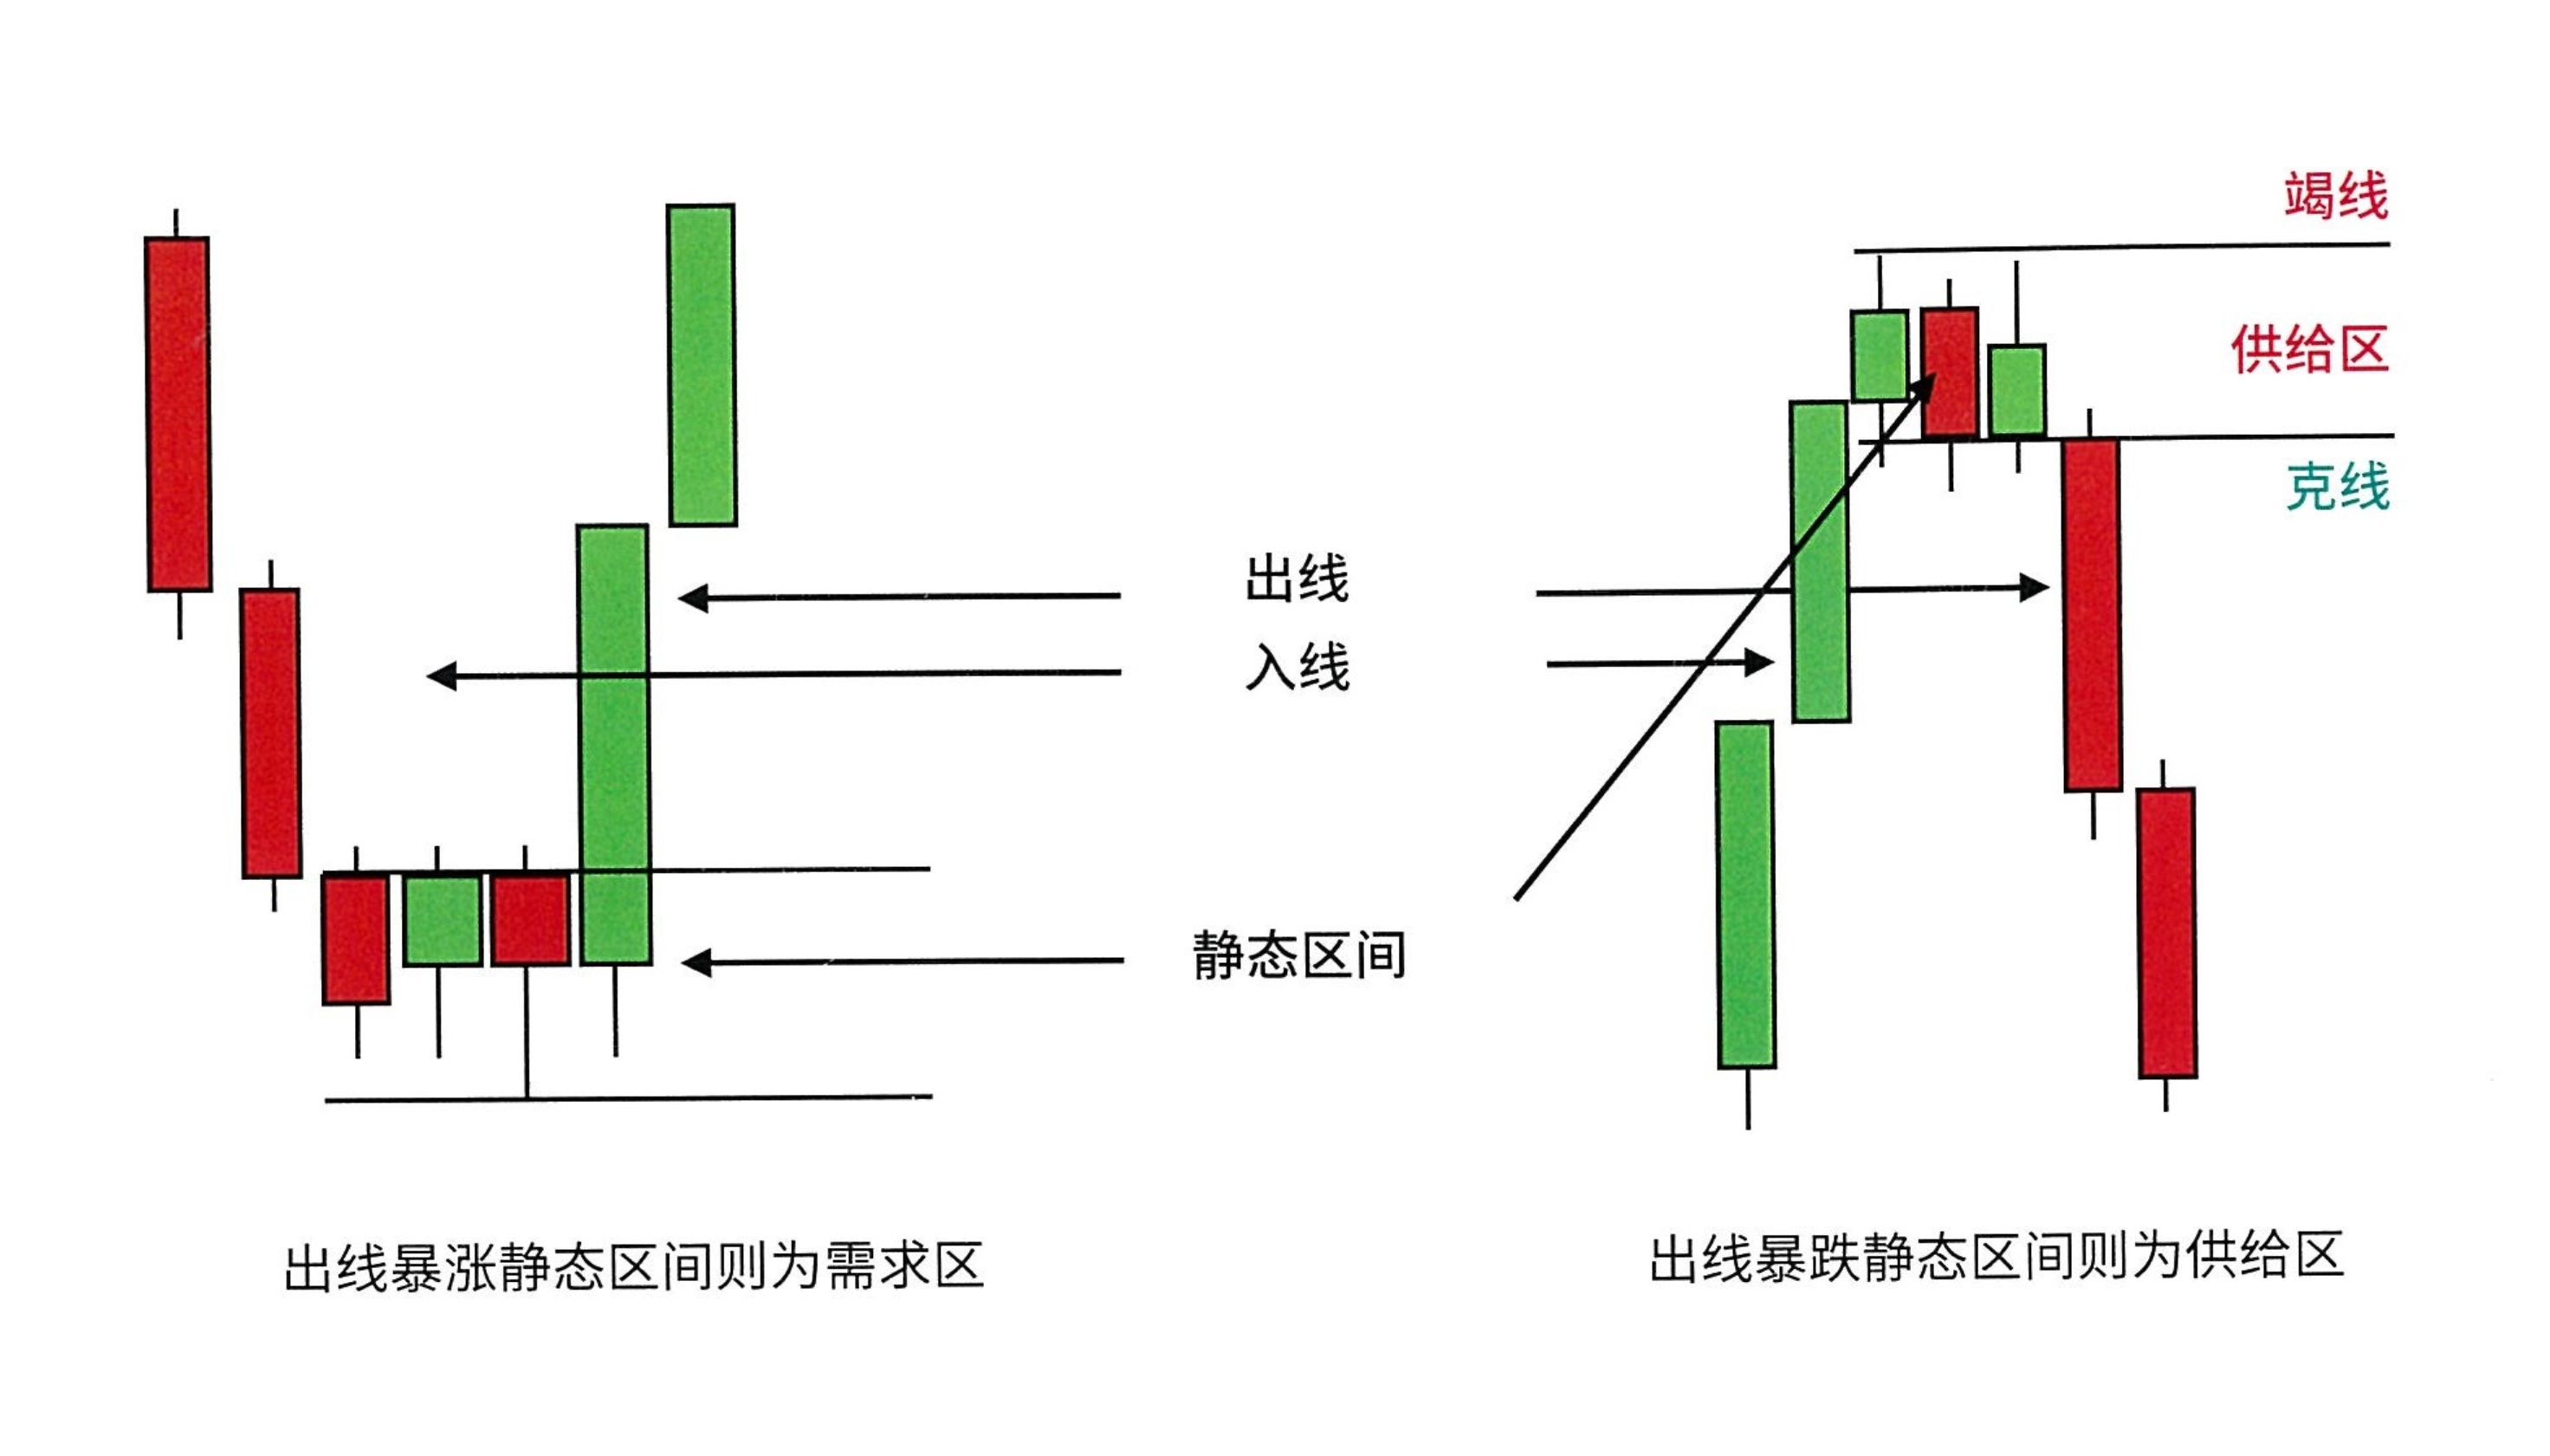 竭线
供给区
克线
出线
入线
静态区间
出线暴涨静态区间则为需求区
出线暴跌静态区间则为供给区